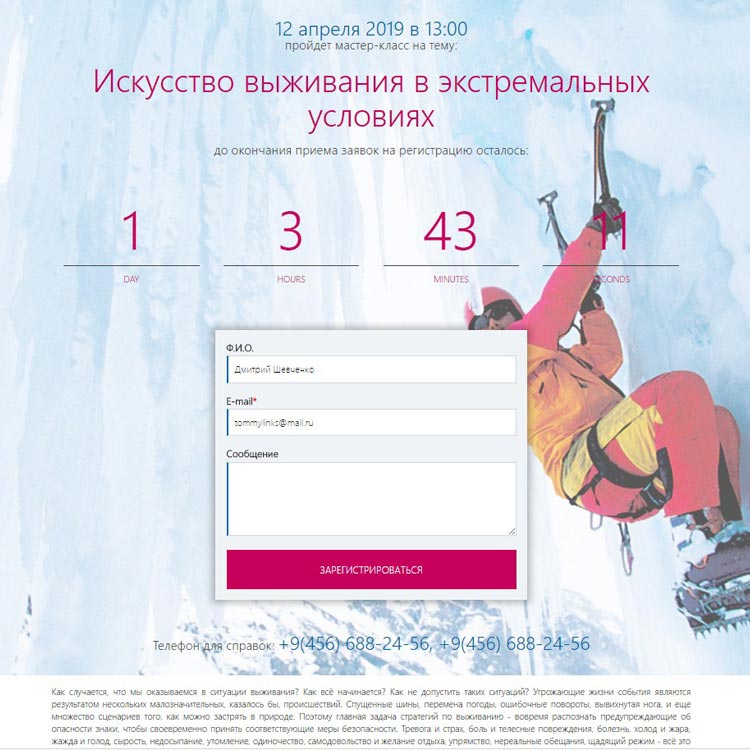 12 апреля 2019 в 13:00
пройдет мастер-класс на тему:
Искусство выживания в экстремальных
условиях
до окончания приема заявок на регистрацию осталось:
1 3 43 11
DAY HOURS MINUTES SECONDS
Ф.И.О.
Дмитрий Шевченко
E-mail*
tommylinks@mail.ru
Сообщение
ЗАРЕГИСТРИРОВАТЬСЯ
Телефон для справок: +9(456) 688-24-56, +9(456) 688-24-56
Как случается, что мы оказываемся в ситуации выживания? Как всё начинается? Как не допустить таких ситуаций? Угрожающие жизни события являются
результатом нескольких малозначительных, казалось бы, происшествий. Спущенные шины, перемена погоды, ошибочные повороты, вывихнутая нога, и еще
множество сценариев того, как можно застрять в природе. Поэтому главная задача стратегий по выживанию - вовремя распознать предупреждающие об
опасности знаки, чтобы своевременно принять соответствующие меры безопасности. Тревога и страх, боль и телесные повреждения, болезнь, холод и жара,
жажда и голод, сырость, недосыпание, утомление, одиночество, самодовольство и желание отдыха, упрямство, нереальные обещания, щадящий режим - всё это